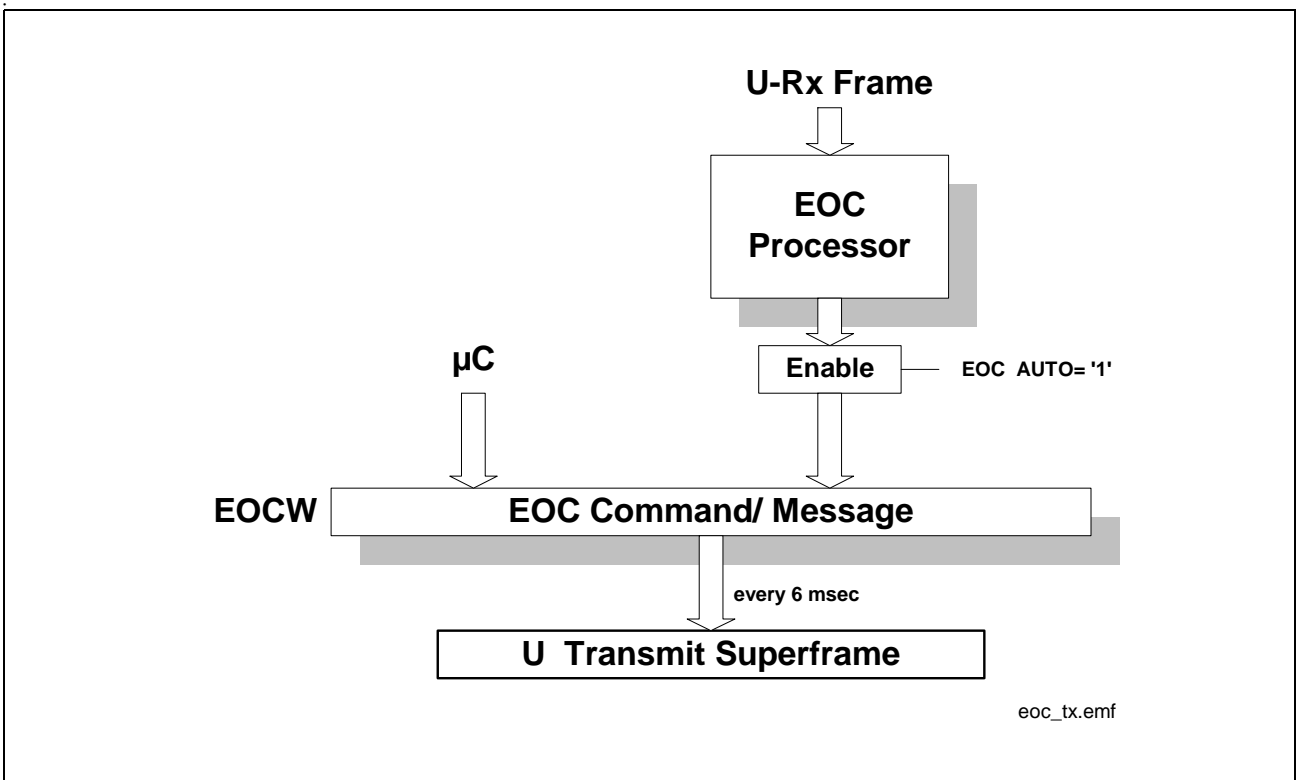 U-Rx Frame
EOC
Processor
µC
Enable
EOC AUTO= '1'
EOCW
EOC Command/ Message
every 6 msec
U Transmit Superframe
eoc_tx.emf